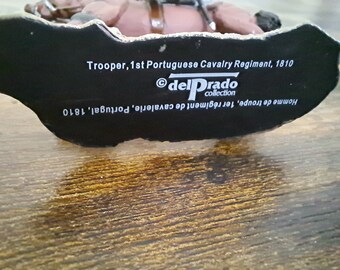 Trooper, 1st Portuguese Cavalry Regiment, 1810
© delPrado
collection
Homme de troupe, 1er régiment de cavalerie, Portugal, 1810